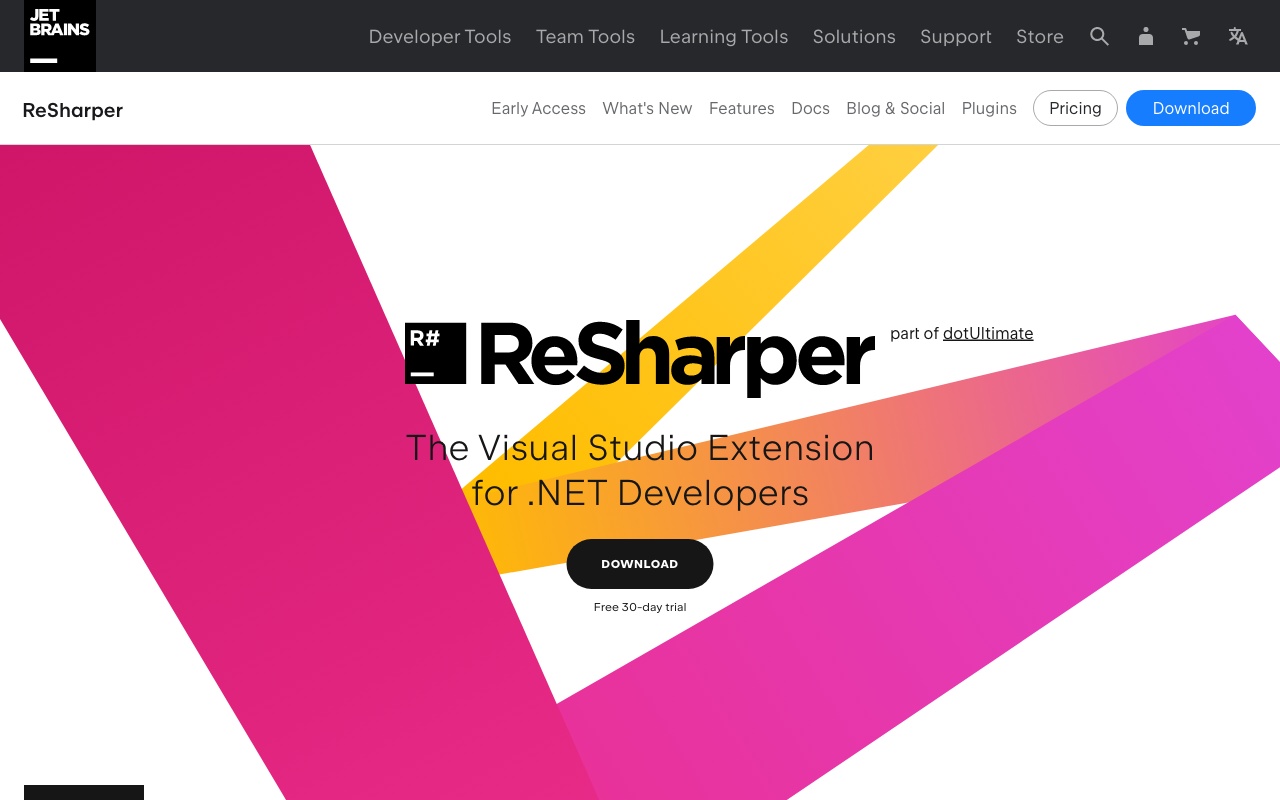 JET
BRAINS
Developer Tools Team Tools Learning Tools Solutions Support Store
ReSharper
Early Access What's New Features Docs Blog & Social Plugins Pricing Download
R# ReSharper part of dotUltimate
The Visual Studio Extension
for .NET Developers
DOWNLOAD
Free 30-day trial